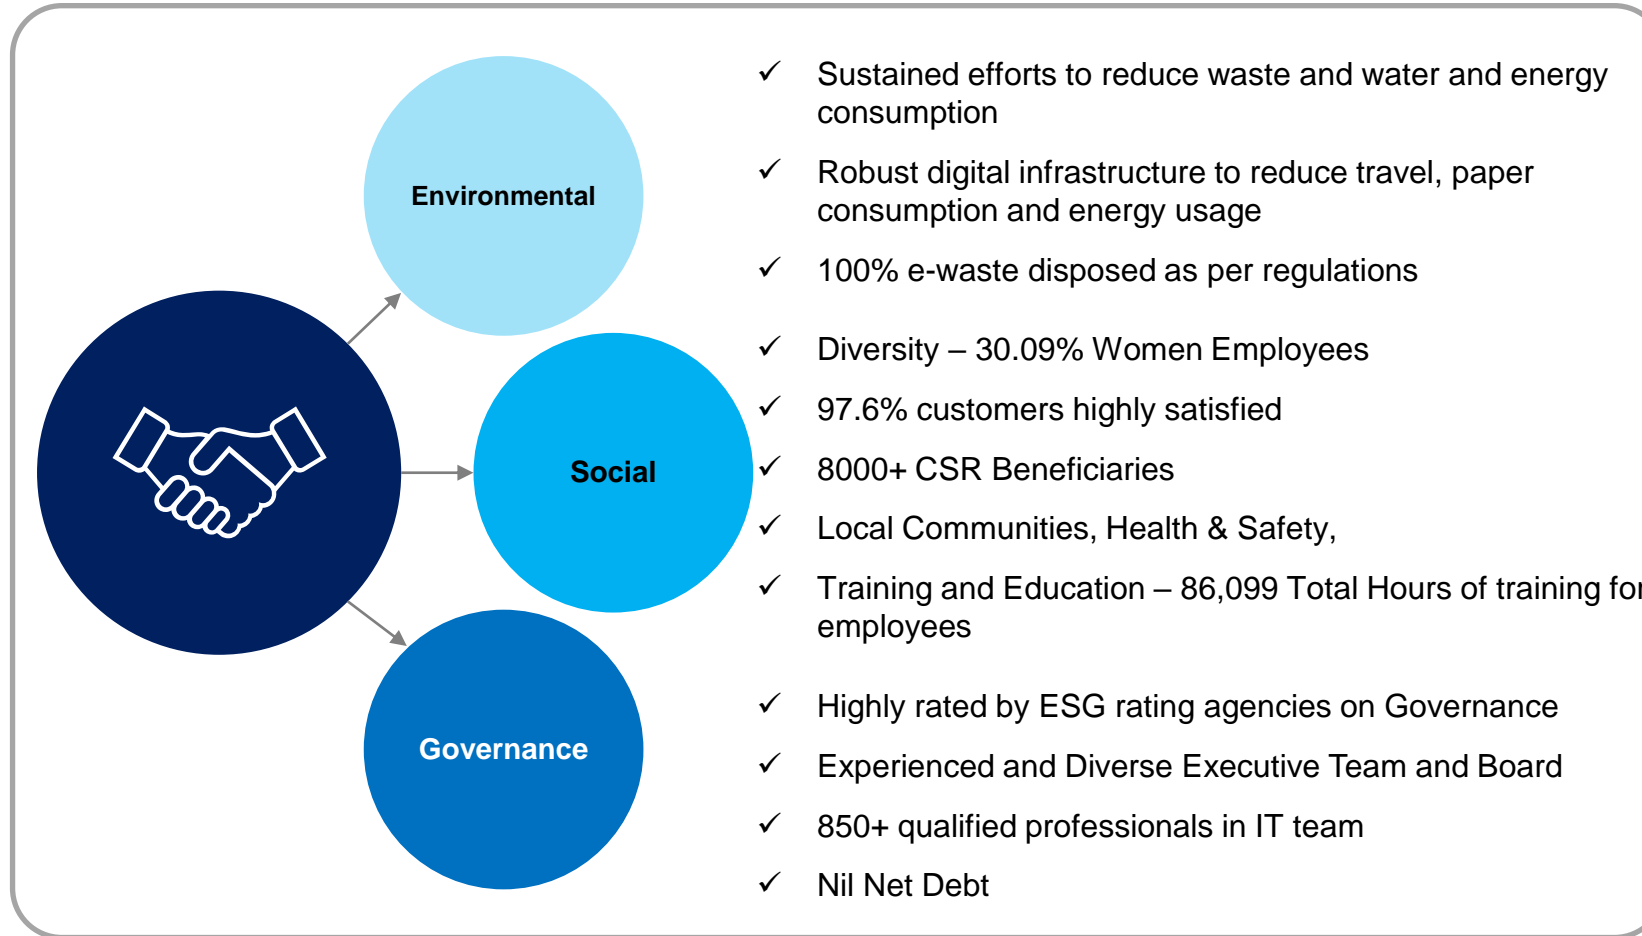 Environmental
✓ Sustained efforts to reduce waste and water and energy
consumption
✓ Robust digital infrastructure to reduce travel, paper
consumption and energy usage
✓ 100% e-waste disposed as per regulations
Social
✓ Diversity – 30.09% Women Employees
✓ 97.6% customers highly satisfied
✓ 8000+ CSR Beneficiaries
✓ Local Communities, Health & Safety,
✓ Training and Education – 86,099 Total Hours of training for
employees
Governance
✓ Highly rated by ESG rating agencies on Governance
✓ Experienced and Diverse Executive Team and Board
✓ 850+ qualified professionals in IT team
✓ Nil Net Debt